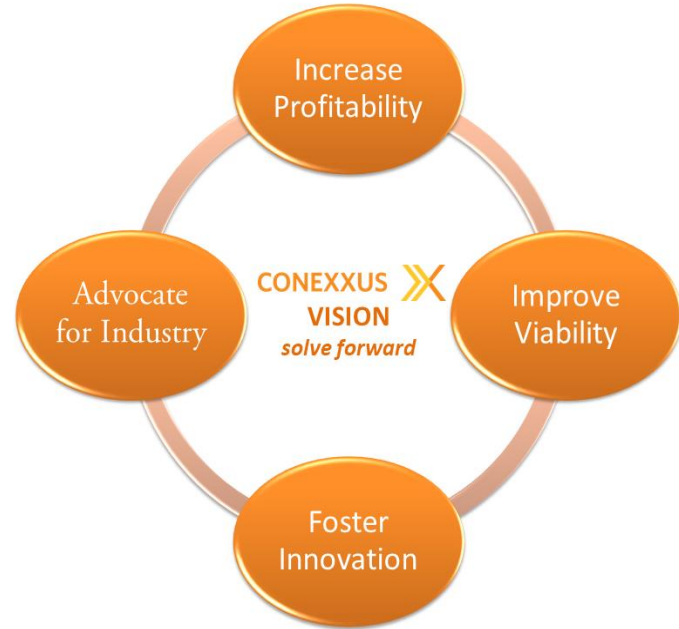 Increase
Profitability
Advocate
for Industry
CONEXXUS
VISION
solve forward
Improve
Viability
Foster
Innovation